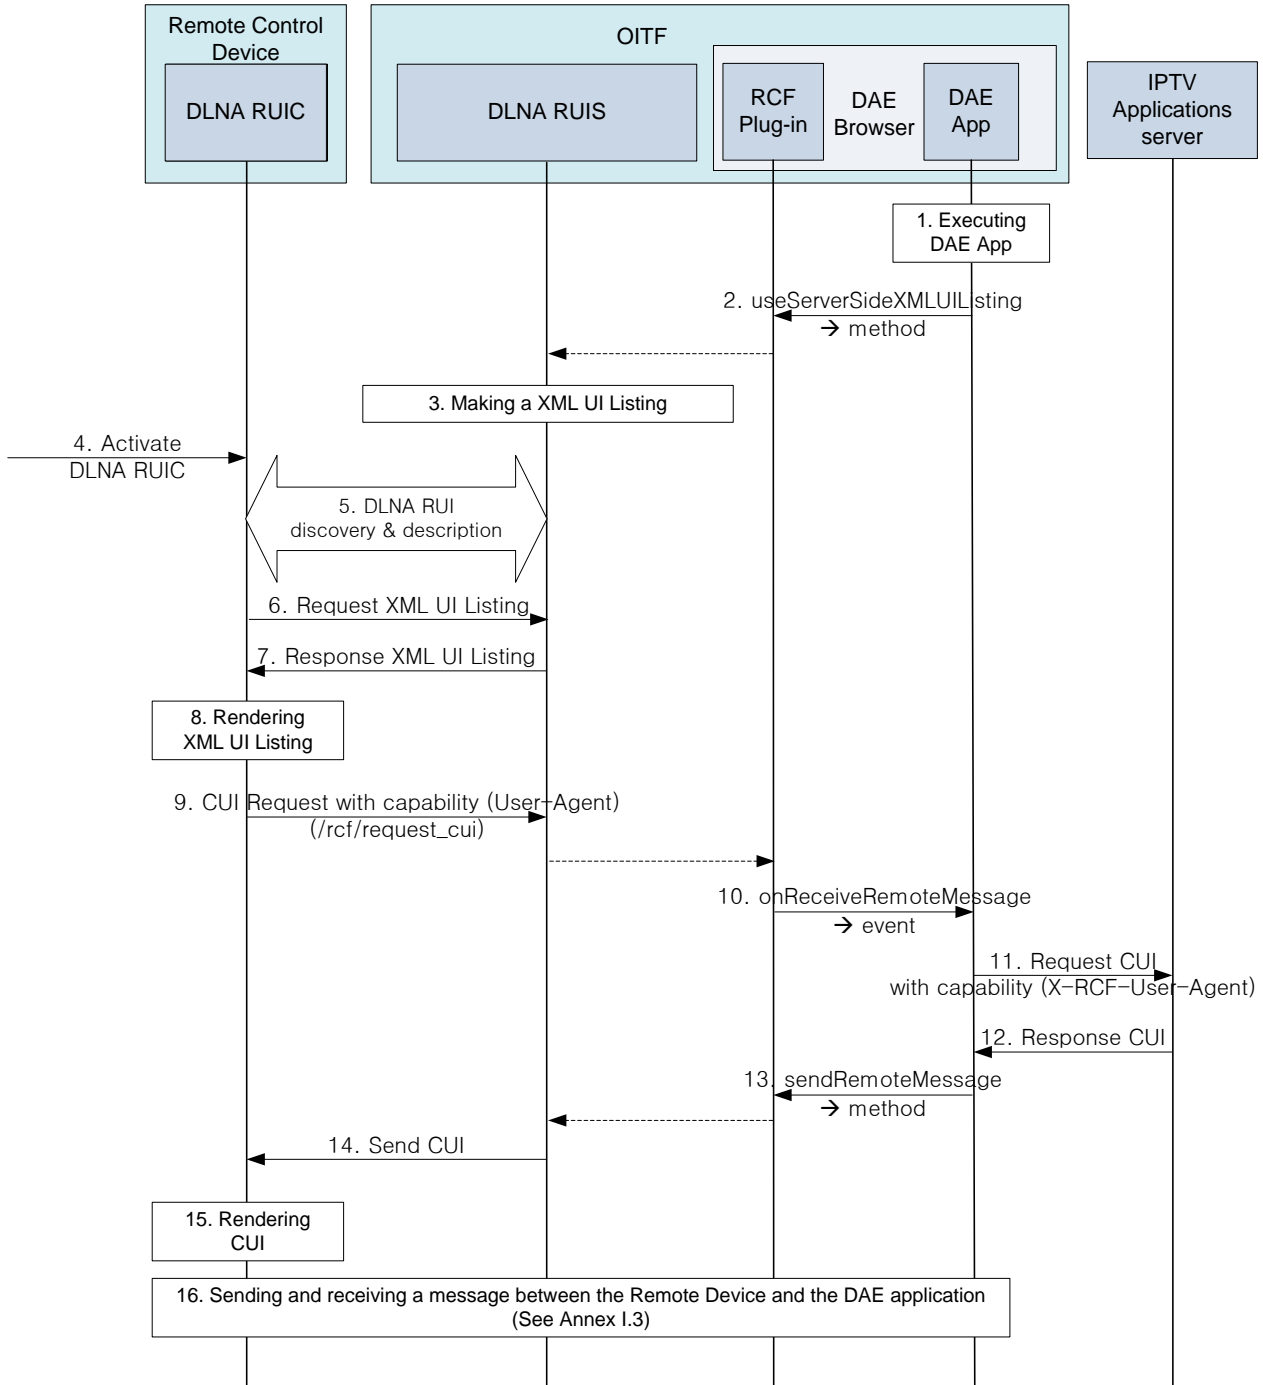 Remote Control
Device
DLNA RUIC
OITF
DLNA RUIS
RCF
Plug-in
DAE
Browser
DAE
App
IPTV
Applications
server
1. Executing
DAE App
2. useServerSideXMLUIListing
→ method
3. Making a XML UI Listing
4. Activate
DLNA RUIC
5. DLNA RUI
discovery & description
6. Request XML UI Listing
7. Response XML UI Listing
8. Rendering
XML UI Listing
9. CUI Request with capability (User-Agent)
(/rcf/request_cui)
10. onReceiveRemoteMessage
→ event
11. Request CUI
with capability (X-RCF-User-Agent)
12. Response CUI
13. sendRemoteMessage
→ method
14. Send CUI
15. Rendering
CUI
16. Sending and receiving a message between the Remote Device and the DAE application
(See Annex I.3)